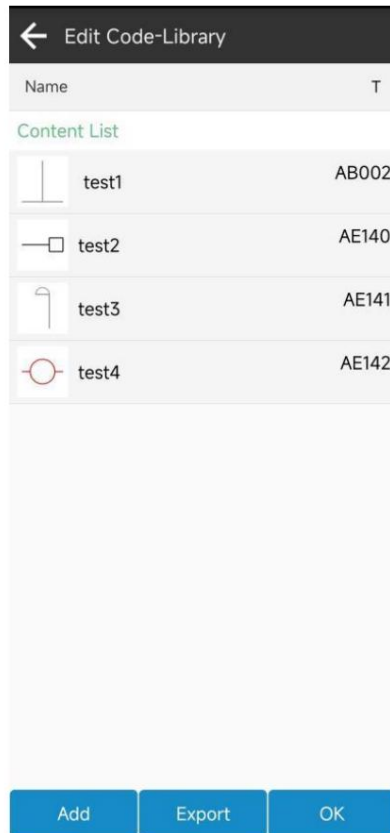 Edit Code-Library
Name T
Content List
test1 AB002
test2 AE140
test3 AE141
test4 AE142
Add Export OK